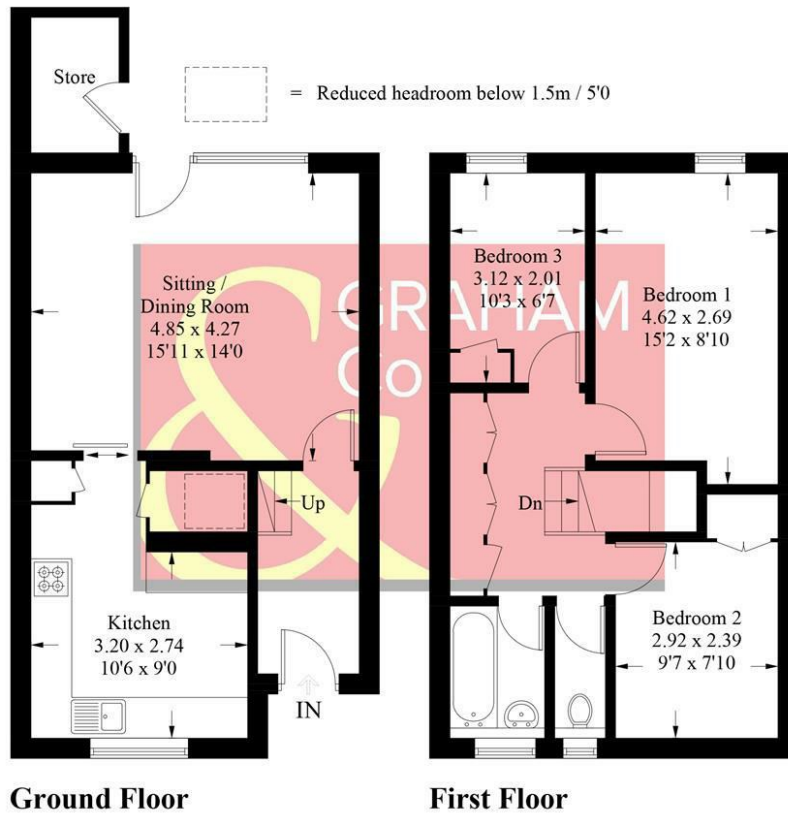 Store
= Reduced headroom below 1.5m / 5'0
Sitting /
Dining Room
4.85 x 4.27
15'11 x 14'0
GRAHAM
& Co
Bedroom 3
3.12 x 2.01
10'3 x 6'7
Bedroom 1
4.62 x 2.69
15'2 x 8'10
Up
Dn
Kitchen
3.20 x 2.74
10'6 x 9'0
IN
Bedroom 2
2.92 x 2.39
9'7 x 7'10
Ground Floor
First Floor